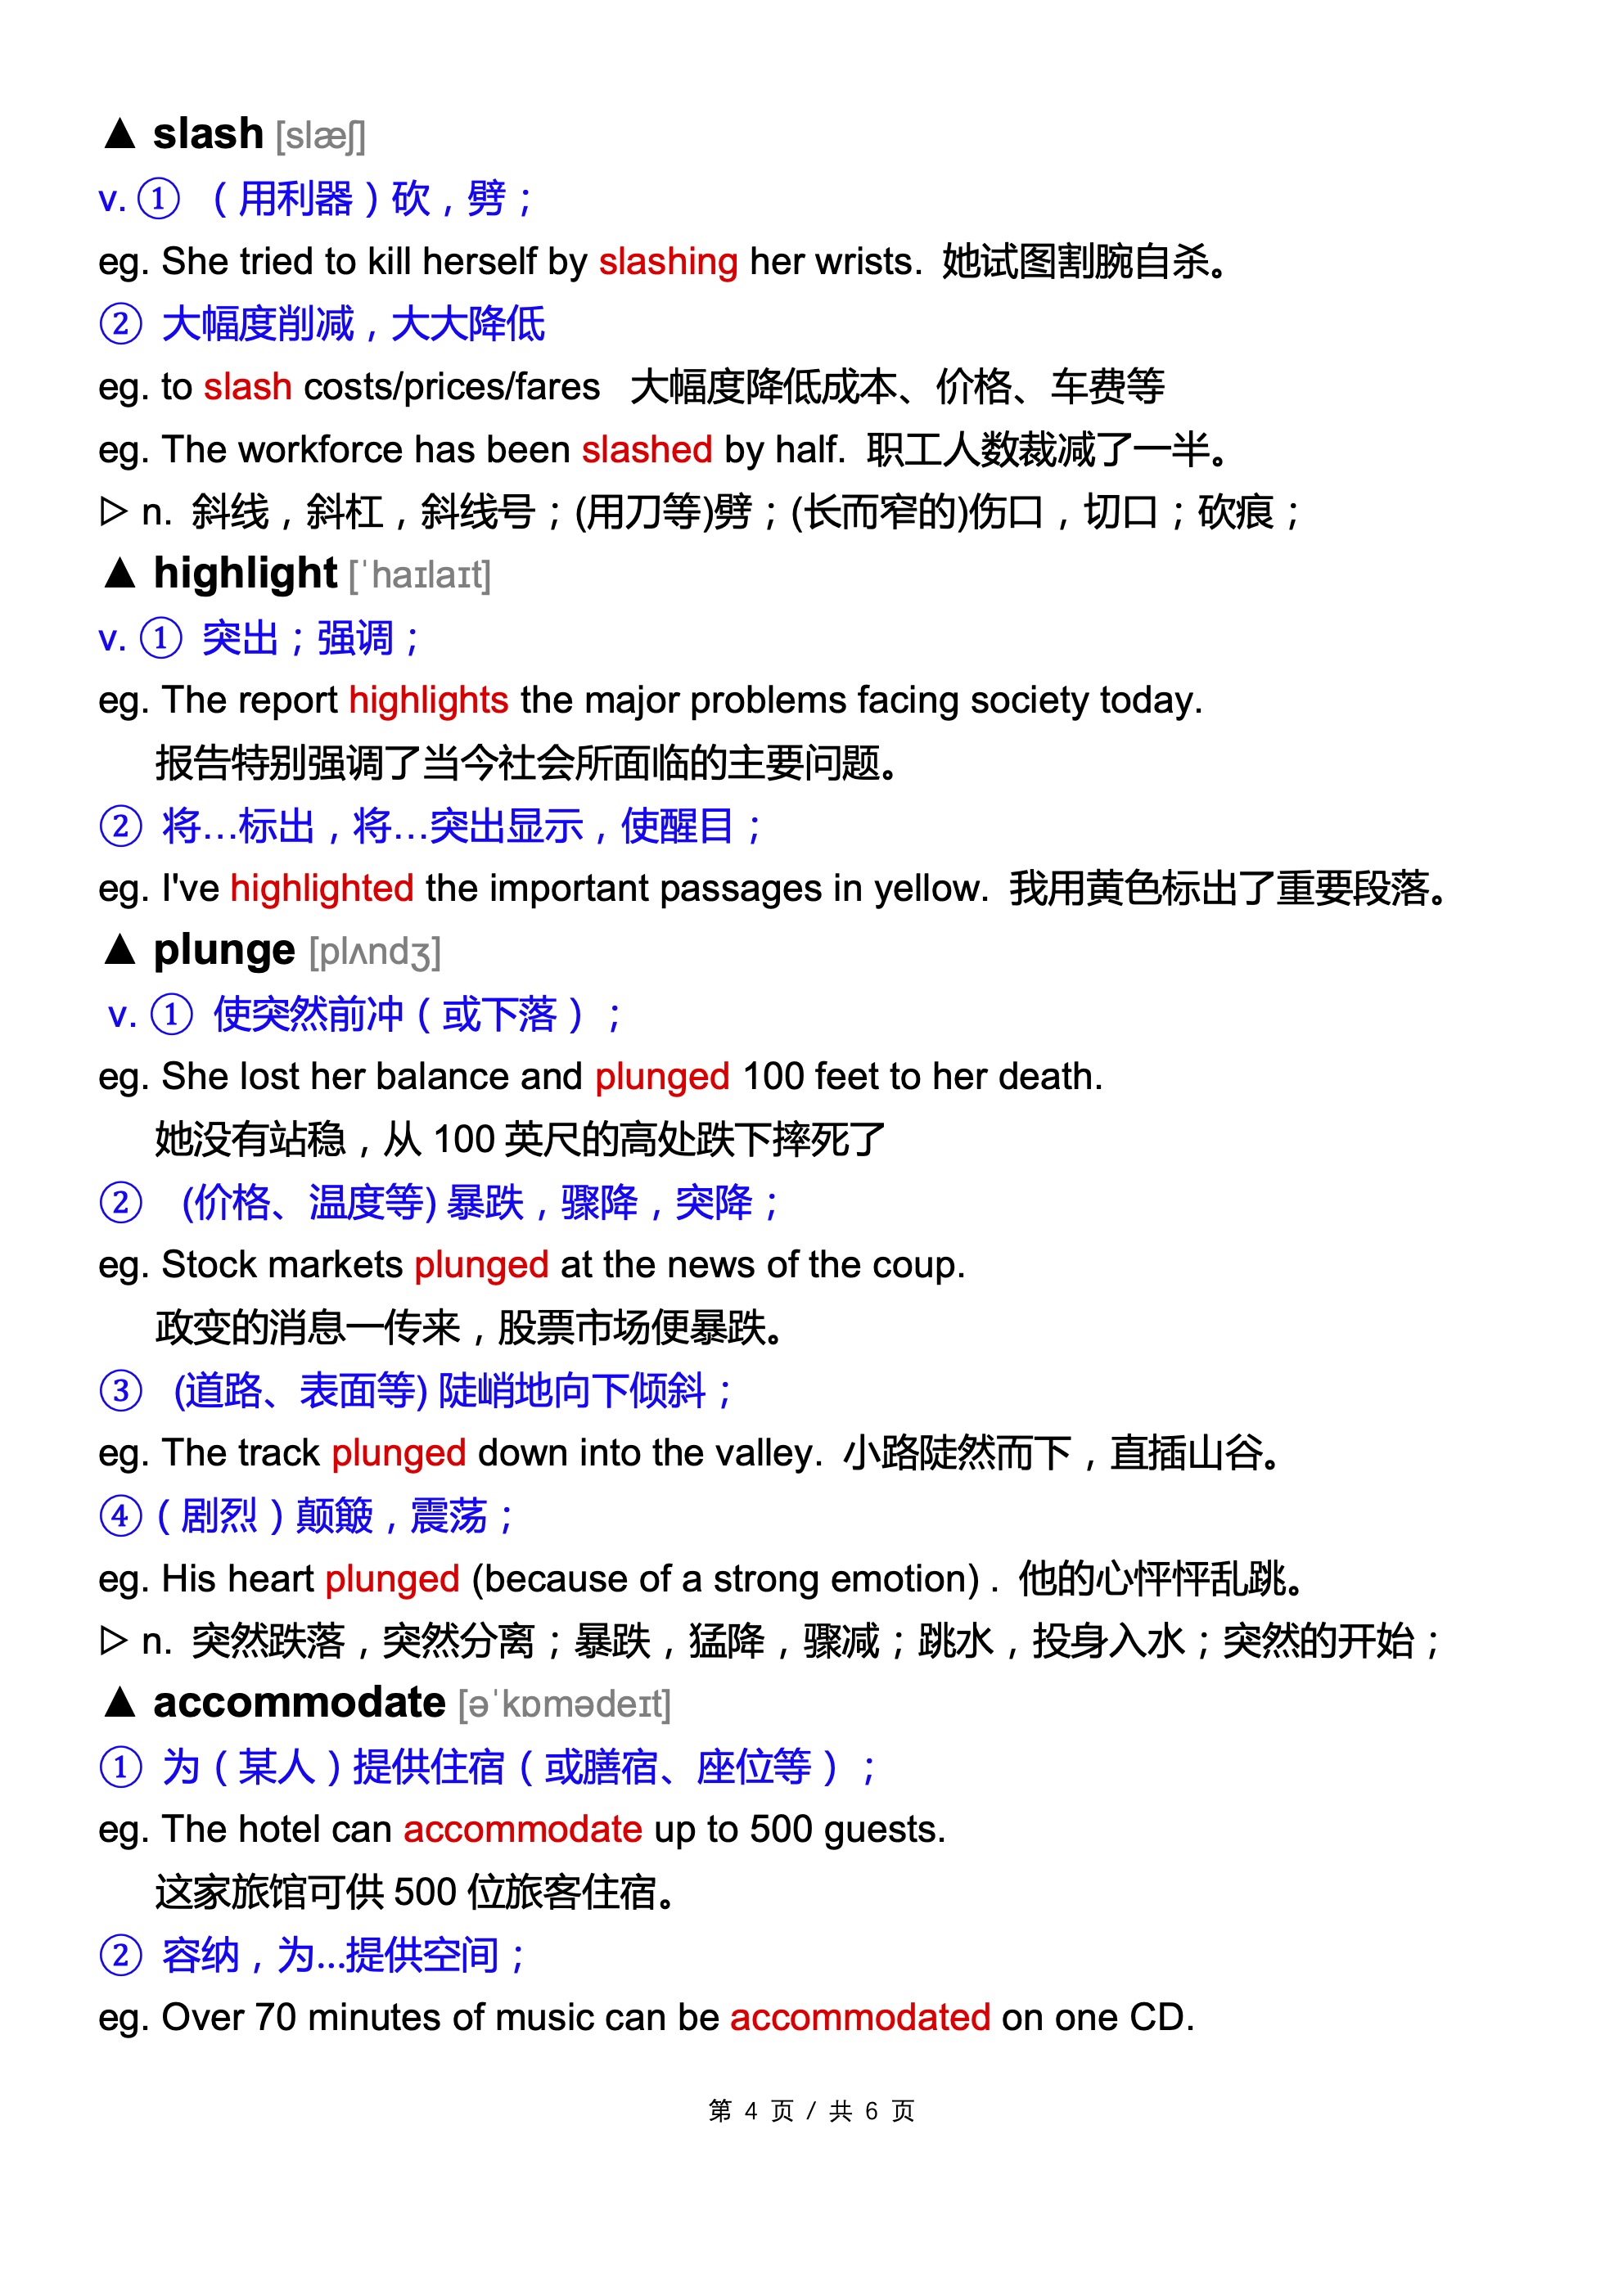 ▲ slash [slæʃ]
v. ① （用利器）砍，劈；
eg. She tried to kill herself by slashing her wrists. 她试图割腕自杀。
② 大幅度削减，大大降低
eg. to slash costs/prices/fares 大幅度降低成本、价格、车费等
eg. The workforce has been slashed by half. 职工人数裁减了一半。
▷ n. 斜线，斜杠，斜线号；(用刀等)劈；(长而窄的)伤口，切口；砍痕；
▲ highlight [ˈhaɪlaɪt]
v. ① 突出；强调；
eg. The report highlights the major problems facing society today.
报告特别强调了当今社会所面临的主要问题。
② 将…标出，将…突出显示，使醒目；
eg. I've highlighted the important passages in yellow. 我用黄色标出了重要段落。
▲ plunge [plʌndʒ]
v. ① 使突然前冲（或下落）；
eg. She lost her balance and plunged 100 feet to her death.
她没有站稳，从 100 英尺的高处跌下摔死了
② (价格、温度等) 暴跌，骤降，突降；
eg. Stock markets plunged at the news of the coup.
政变的消息一传来，股票市场便暴跌。
③ (道路、表面等) 陡峭地向下倾斜；
eg. The track plunged down into the valley. 小路陡然而下，直插山谷。
④（剧烈）颠簸，震荡；
eg. His heart plunged (because of a strong emotion) . 他的心怦怦乱跳。
▷ n. 突然跌落，突然分离；暴跌，猛降，骤减；跳水，投身入水；突然的开始；
▲ accommodate [əˈkɒmədeɪt]
① 为（某人）提供住宿（或膳宿、座位等）；
eg. The hotel can accommodate up to 500 guests.
这家旅馆可供 500 位旅客住宿。
② 容纳，为...提供空间；
eg. Over 70 minutes of music can be accommodated on one CD.
第 4 页 / 共 6 页